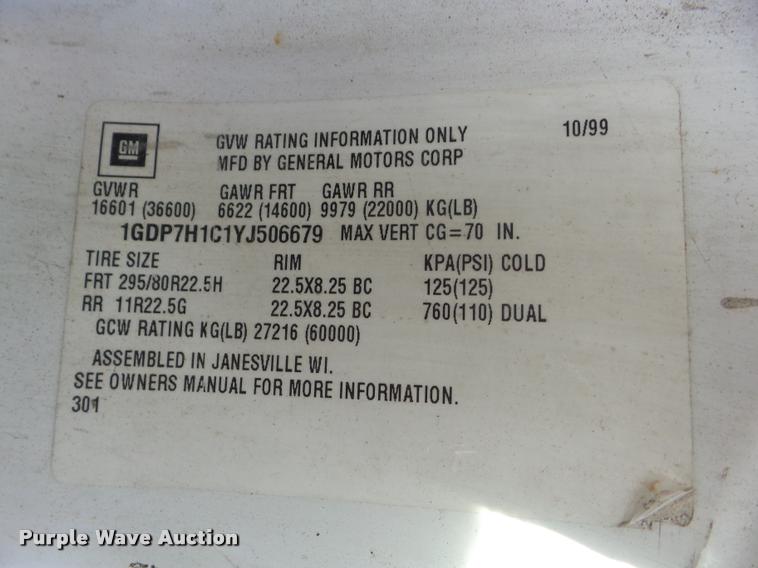 GM
GVW RATING INFORMATION ONLY 10/99
MFD BY GENERAL MOTORS CORP
GVWR GAWR FRT GAWR RR
16601 (36600) 6622 (14600) 9979 (22000) KG(LB)
1GDP7H1C1YJ506679 MAX VERT CG=70 IN.
TIRE SIZE RIM KPA(PSI) COLD
FRT 295/80R22.5H 22.5X8.25 BC 125(125)
RR 11R22.5G 22.5X8.25 BC 760(110) DUAL
GCW RATING KG(LB) 27216 (60000)
ASSEMBLED IN JANESVILLE WI.
SEE OWNERS MANUAL FOR MORE INFORMATION.
301
Purple Wave Auction